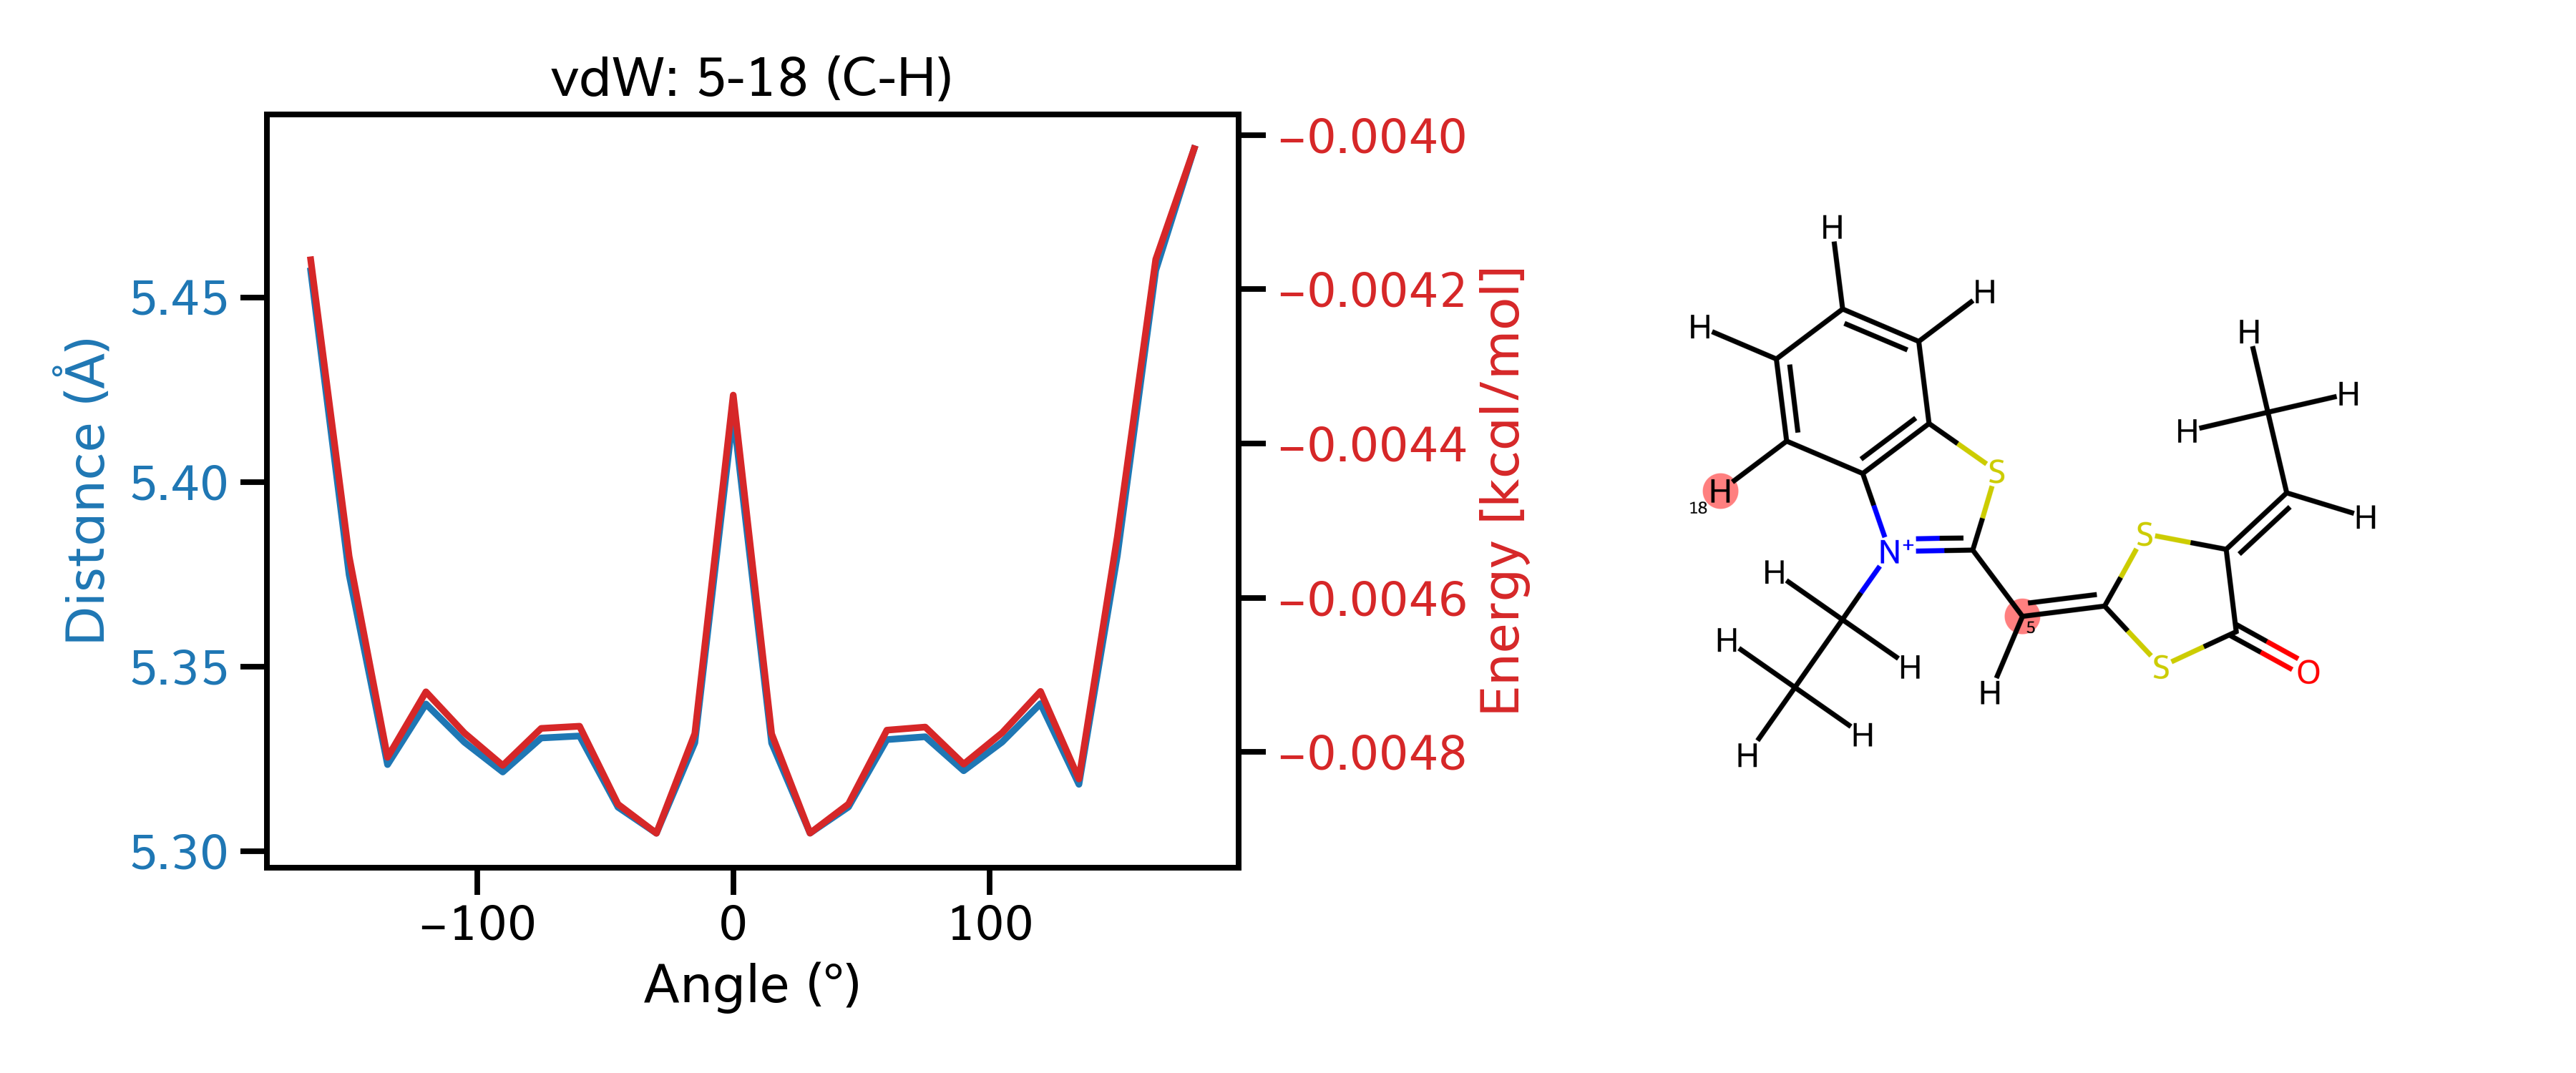 vdW: 5-18 (C-H)
Distance (Å)
5.45
5.40
5.35
5.30
−100
0
100
Angle (°)
−0.0040
−0.0042
−0.0044
−0.0046
−0.0048
Energy [kcal/mol]
H
H
H
H
H
H
H
S
H
18
S
H
N+
H
5
H
H
S
O
H
H
H